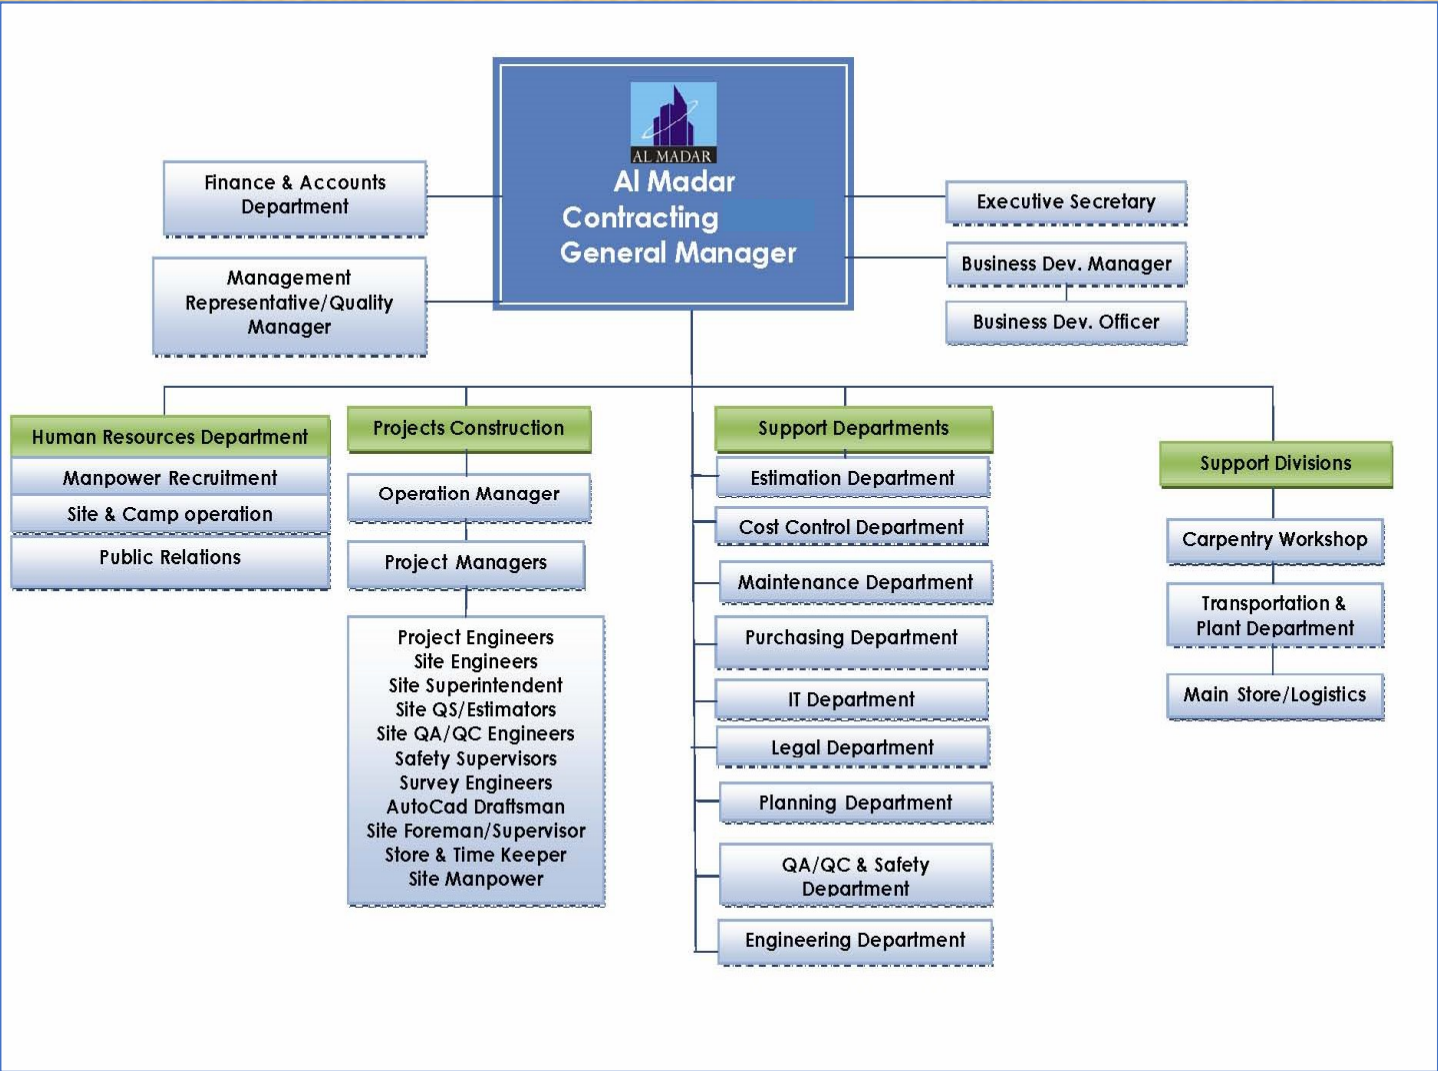 AL MADAR
Al Madar
Contracting
General Manager
Finance & Accounts
Department
Management
Representative/Quality
Manager
Executive Secretary
Business Dev. Manager
Business Dev. Officer
Human Resources Department
Manpower Recruitment
Site & Camp operation
Public Relations
Projects Construction
Operation Manager
Project Managers
Project Engineers
Site Engineers
Site Superintendent
Site QS/Estimators
Site QA/QC Engineers
Safety Supervisors
Survey Engineers
AutoCad Draftsman
Site Foreman/Supervisor
Store & Time Keeper
Site Manpower
Support Departments
Estimation Department
Cost Control Department
Maintenance Department
Purchasing Department
IT Department
Legal Department
Planning Department
QA/QC & Safety
Department
Engineering Department
Support Divisions
Carpentry Workshop
Transportation &
Plant Department
Main Store/Logistics